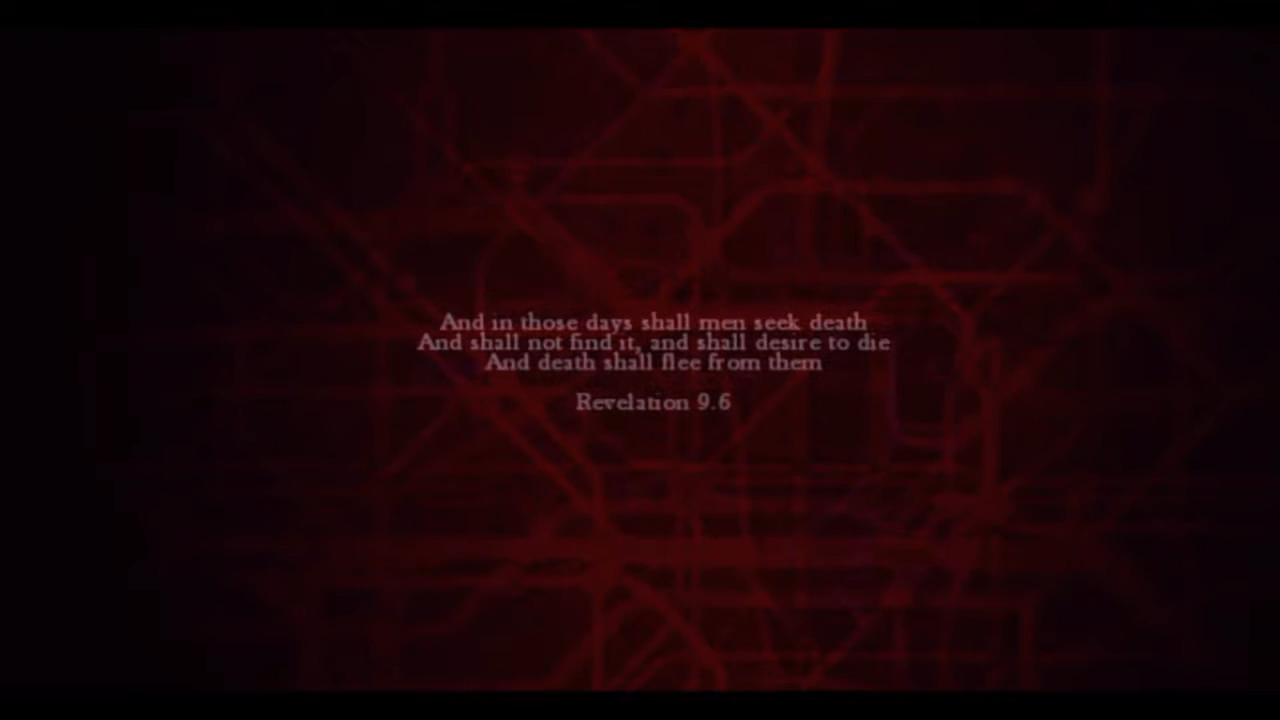 And in those days shall men seek death
And shall not find it, and shall desire to die
And death shall flee from them
Revelation 9.6